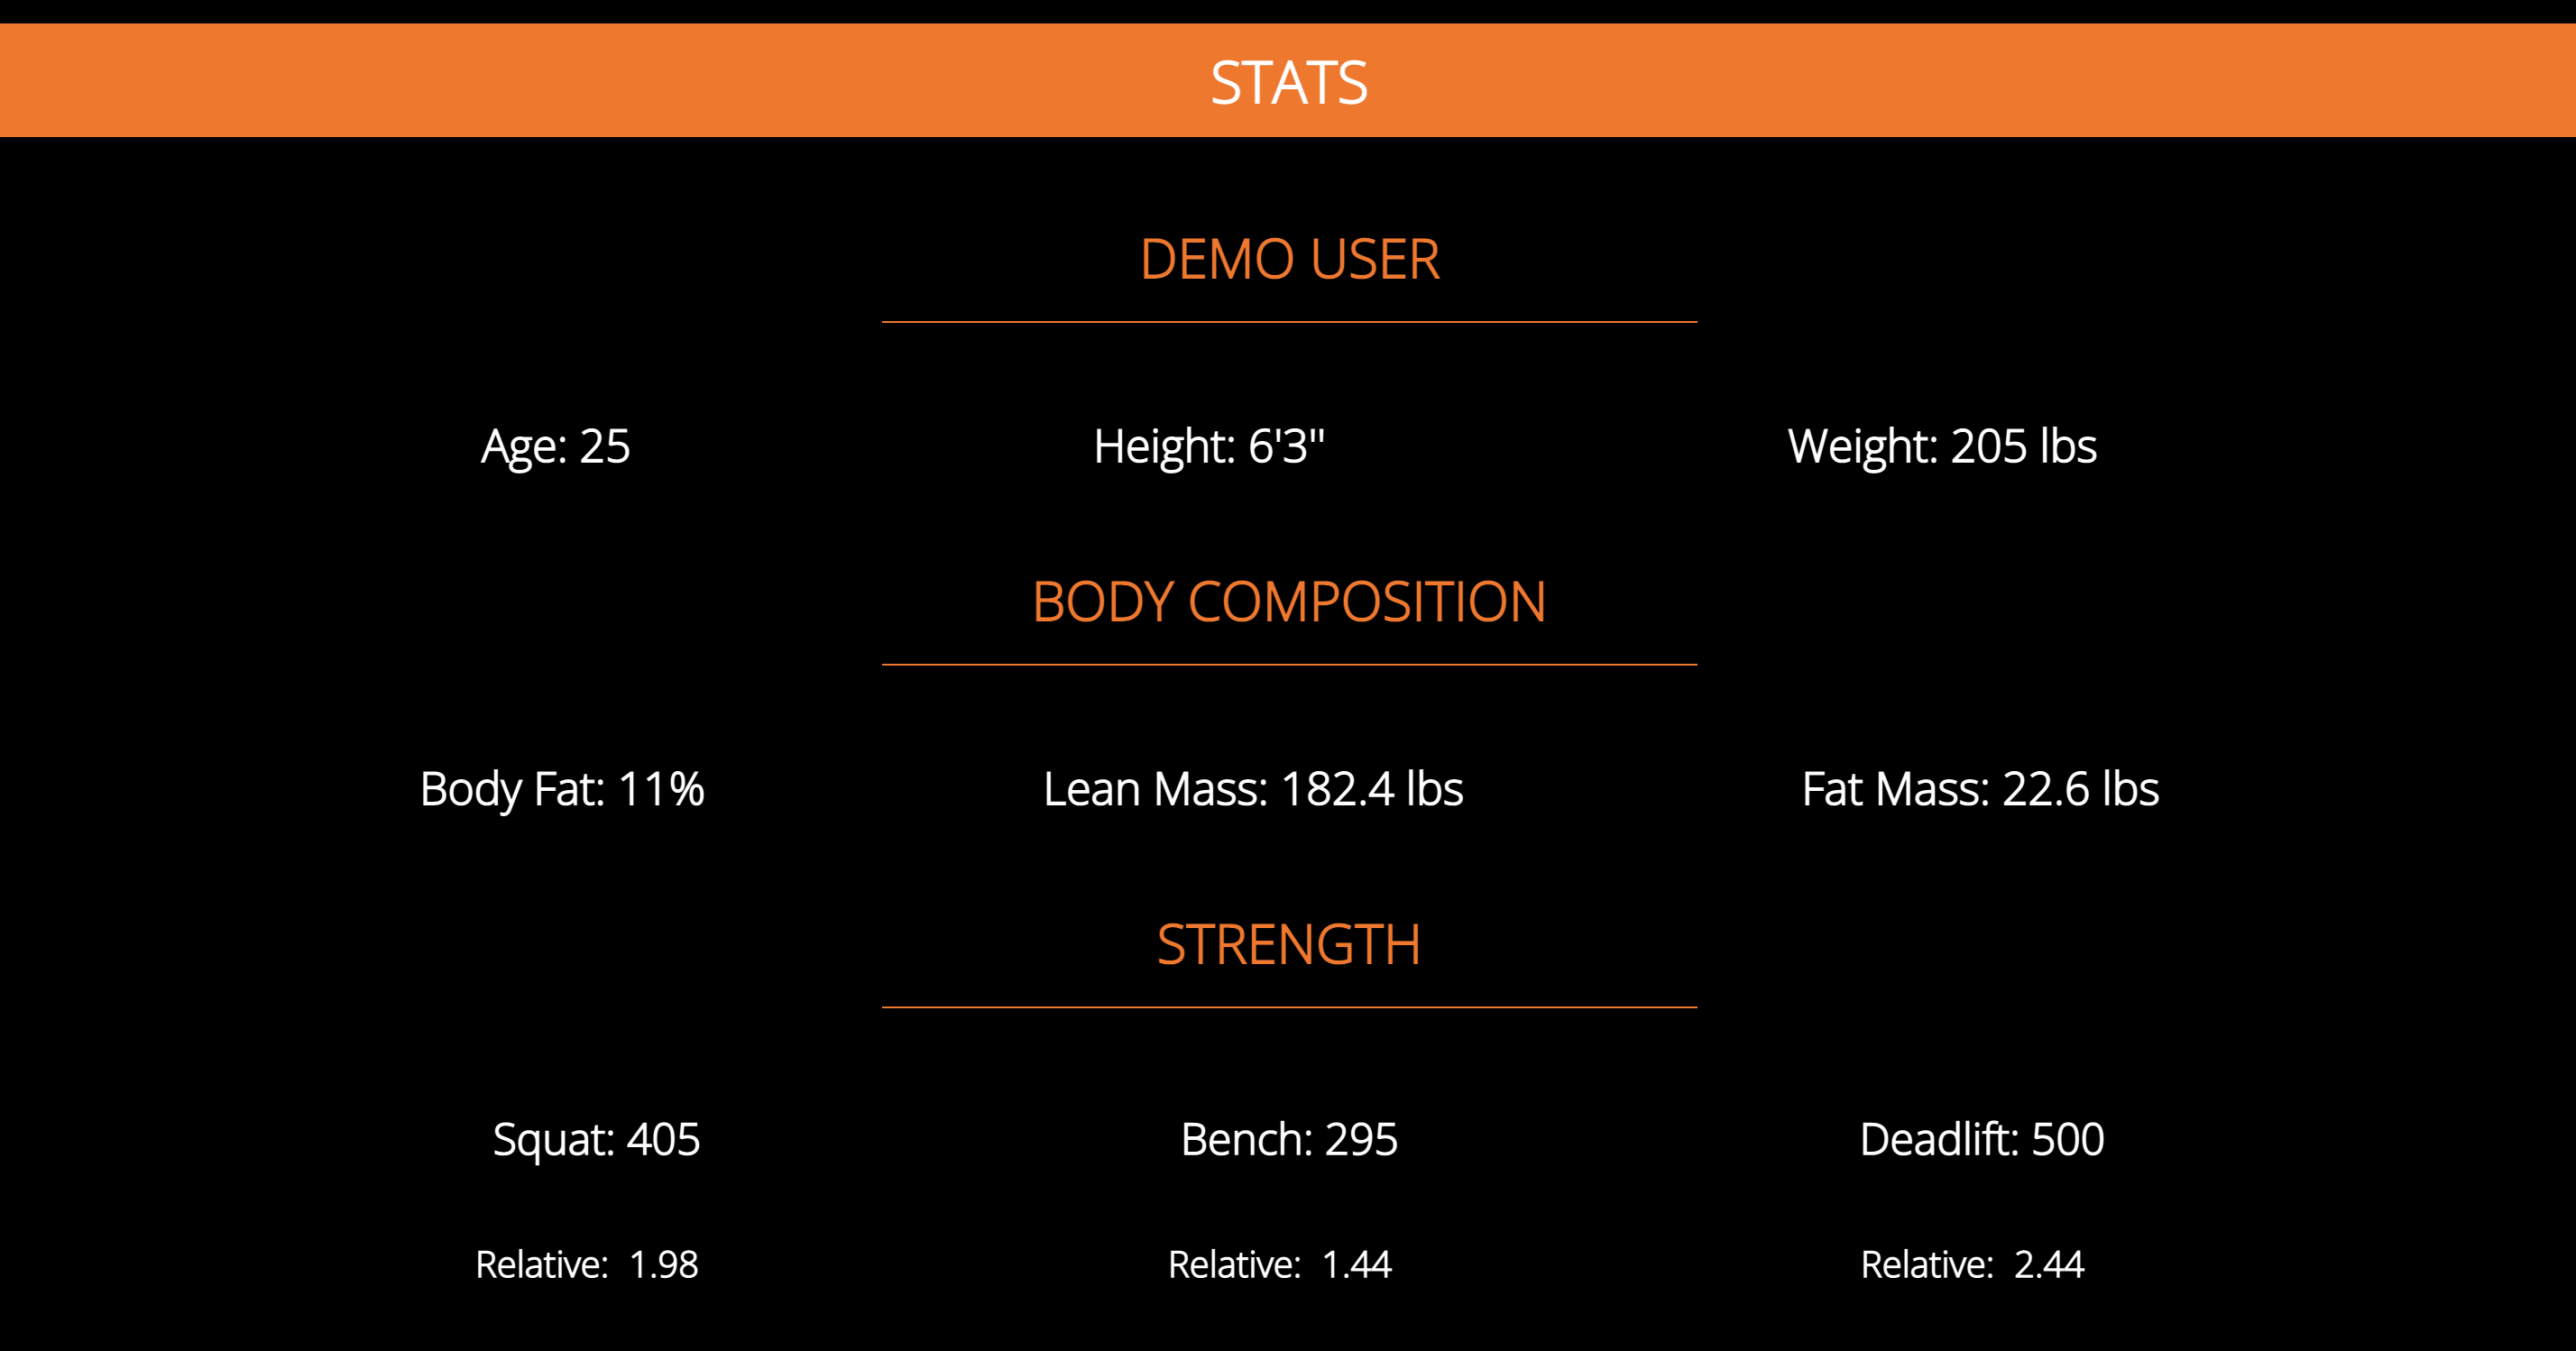 STATS
DEMO USER
Age: 25
Height: 6'3"
Weight: 205 lbs
BODY COMPOSITION
Body Fat: 11%
Lean Mass: 182.4 lbs
Fat Mass: 22.6 lbs
STRENGTH
Squat: 405
Bench: 295
Deadlift: 500
Relative: 1.98
Relative: 1.44
Relative: 2.44